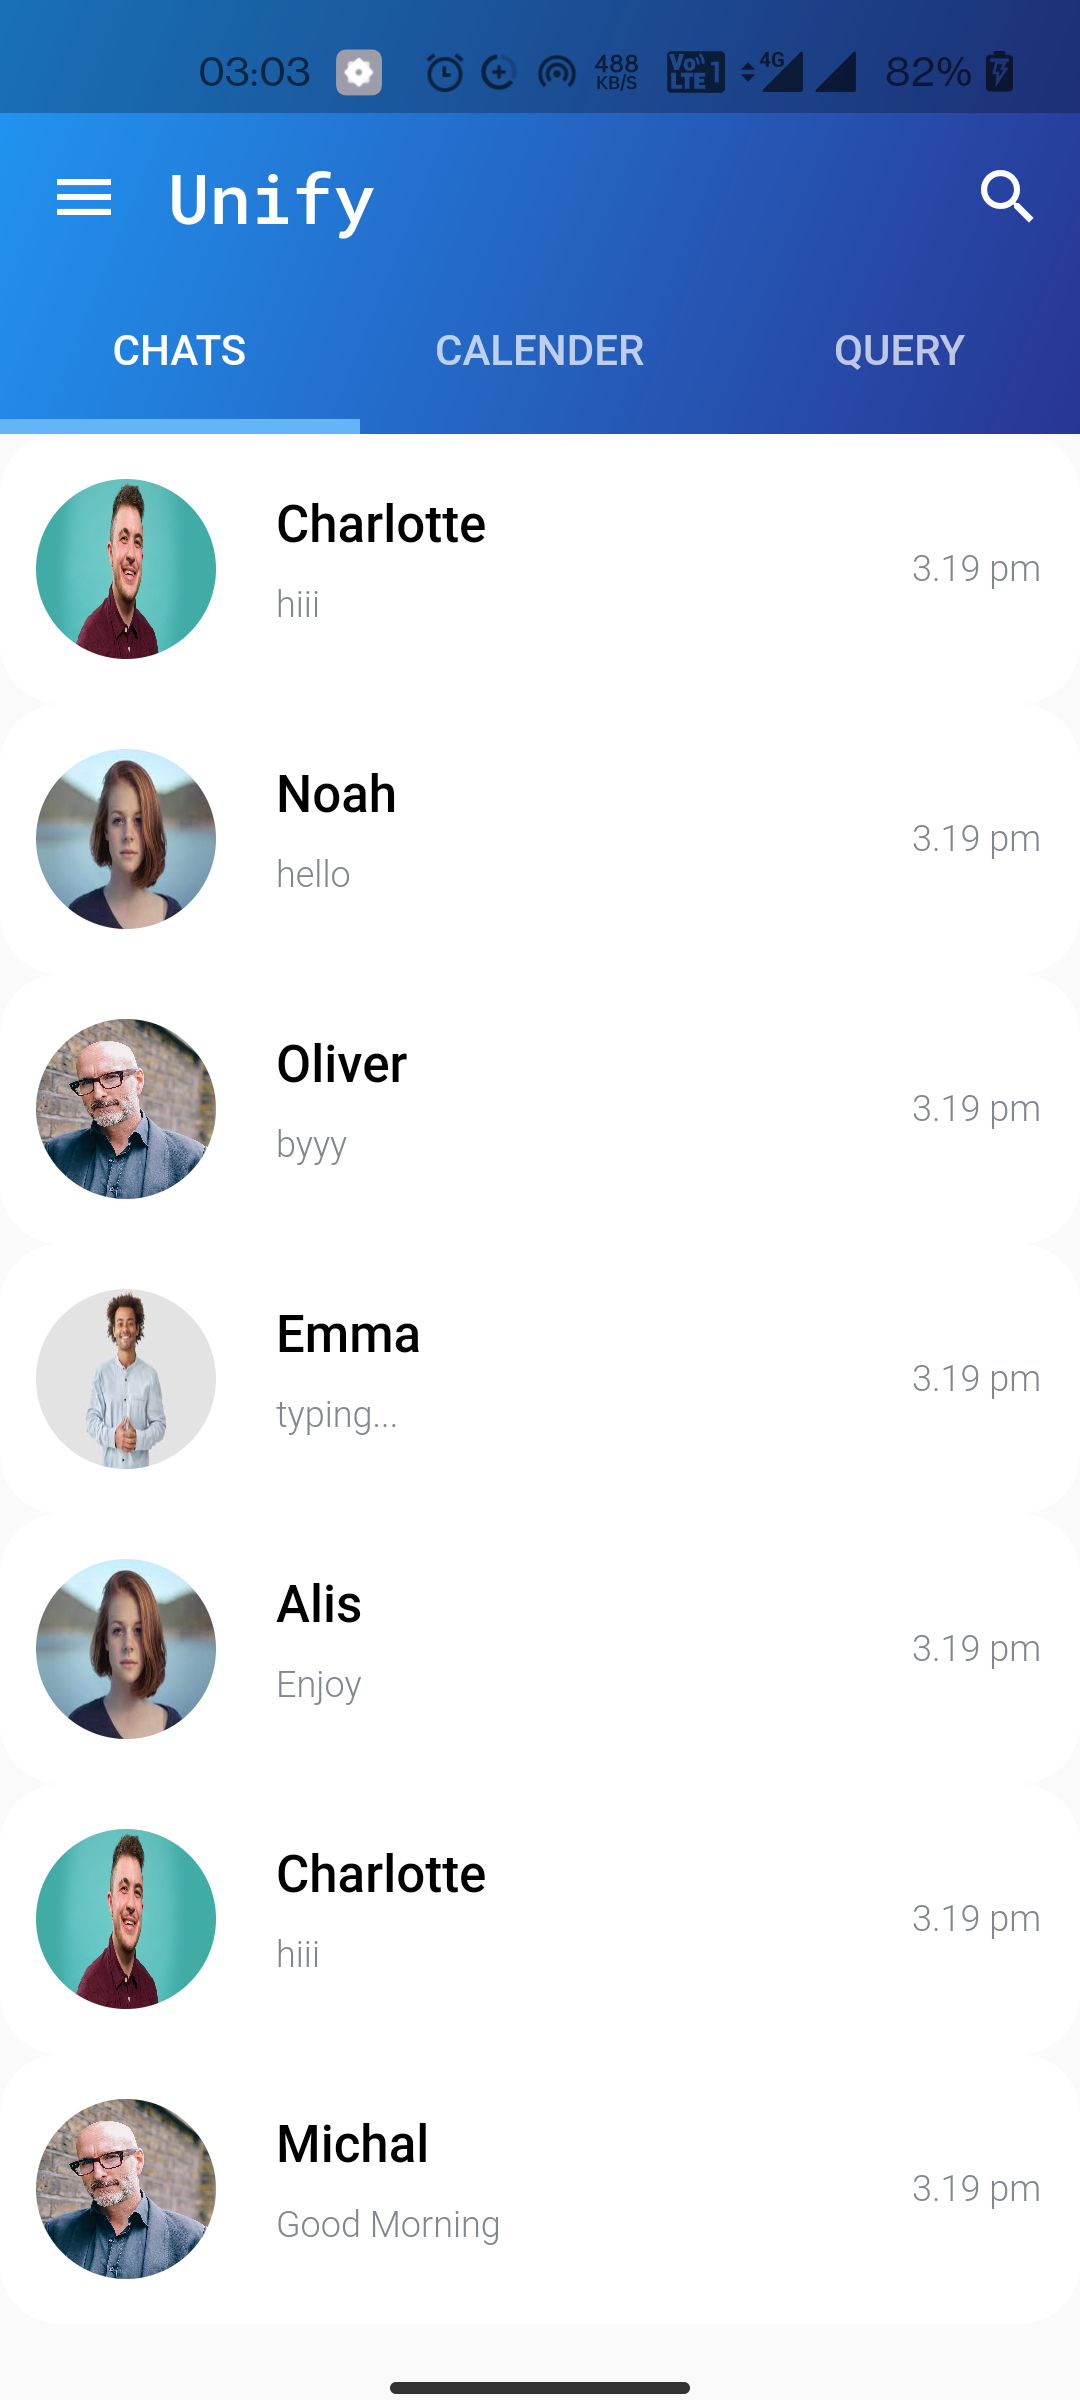 03:03 488 KB/S VoLTE 1 4G 82%
Unify
CHATS CALENDER QUERY
Charlotte
3.19 pm
hiii
Noah
3.19 pm
hello
Oliver
3.19 pm
byyy
Emma
3.19 pm
typing...
Alis
3.19 pm
Enjoy
Charlotte
3.19 pm
hiii
Michal
3.19 pm
Good Morning